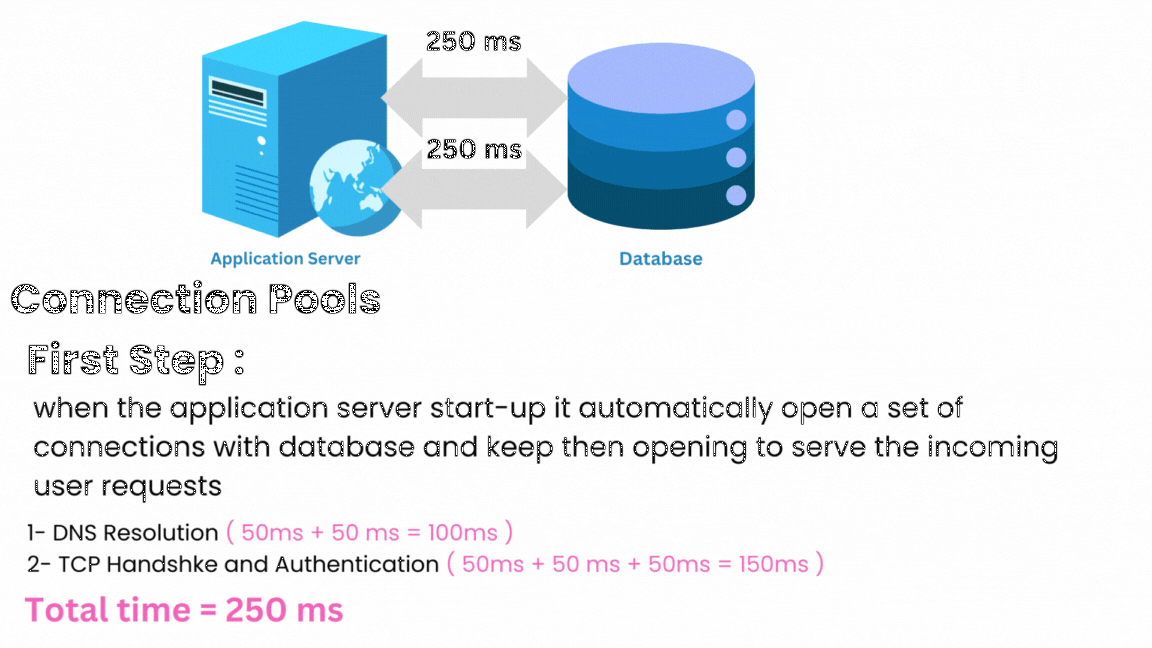 250 ms
250 ms
Application Server
Database
Connection Pools
First Step :
when the application server start-up it automatically open a set of
connections with database and keep then opening to serve the incoming
user requests
1- DNS Resolution ( 50ms + 50 ms = 100ms )
2- TCP Handshke and Authentication ( 50ms + 50 ms + 50ms = 150ms )
Total time = 250 ms